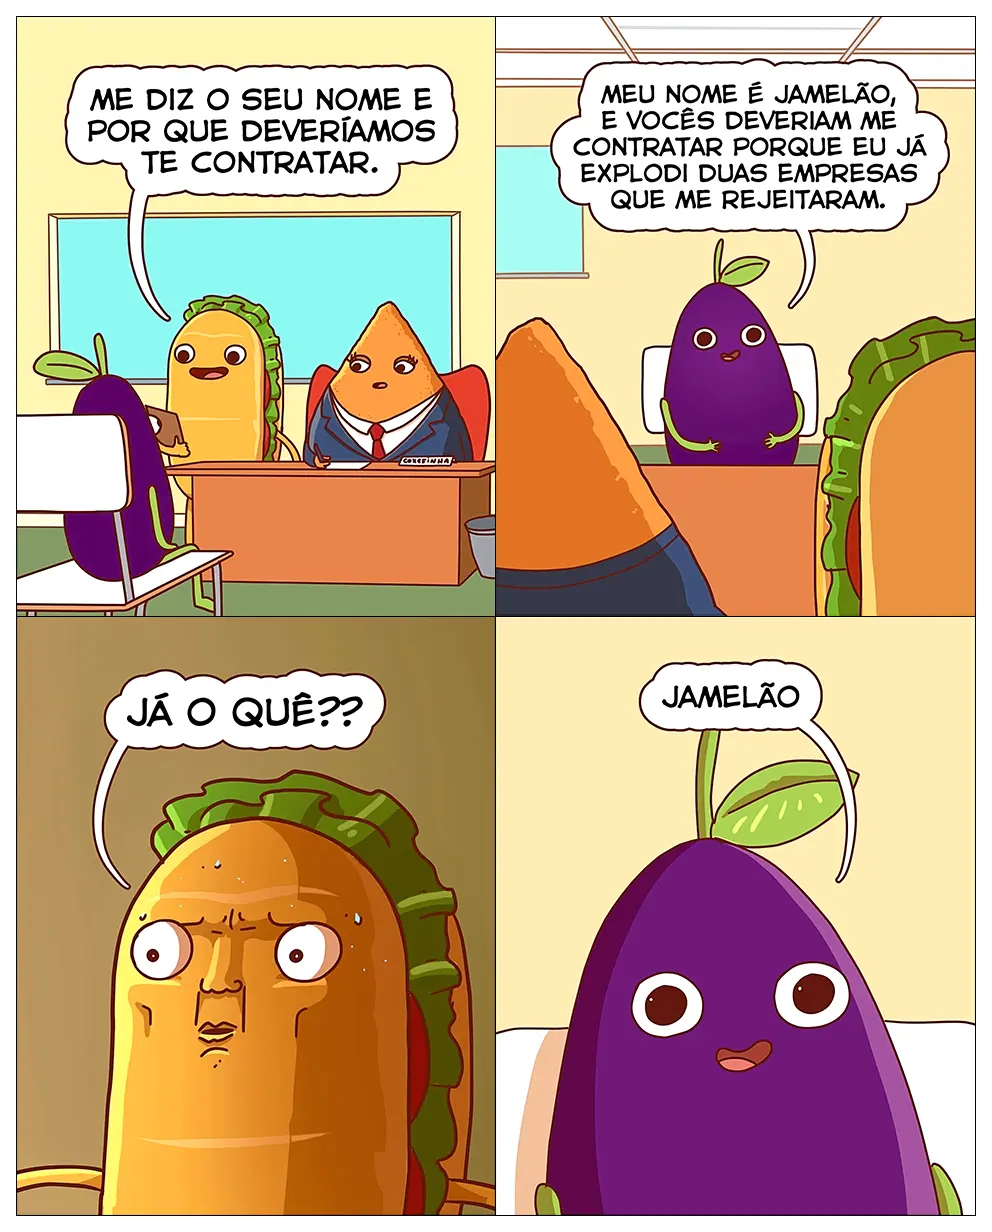 ME DIZ O SEU NOME E
POR QUE DEVERÍAMOS
TE CONTRATAR.
COXESINHA
MEU NOME É JAMELÃO,
E VOCÊS DEVERIAM ME
CONTRATAR PORQUE EU JÁ
EXPLODI DUAS EMPRESAS
QUE ME REJEITARAM.
JÁ O QUÊ??
JAMELÃO